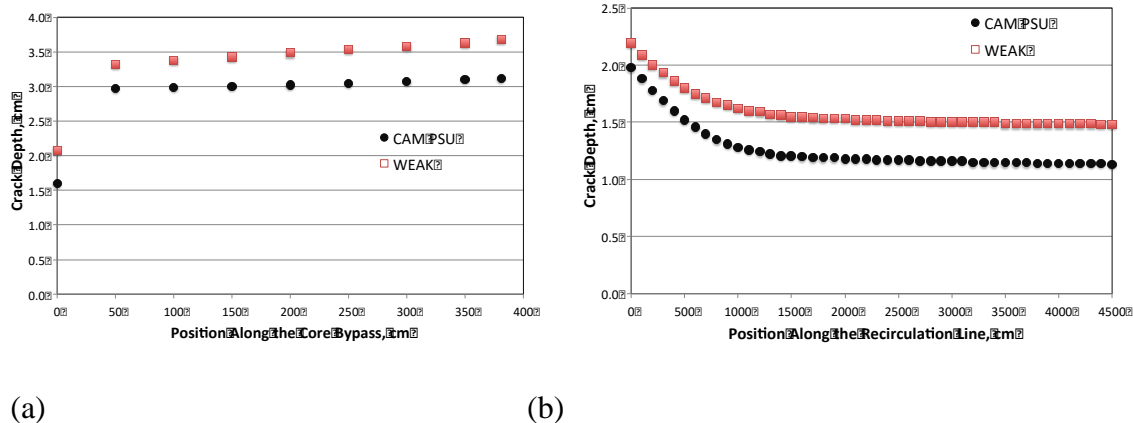 4.0
3.5
3.0
2.5
2.0
1.5
1.0
0.5
0.0
Crack Depth, cm
CAM PSU
WEAK
0 50 100 150 200 250 300 350 400
Position Along the Core Bypass, cm
2.5
2.0
1.5
1.0
0.5
0.0
Crack Depth, cm
CAM PSU
WEAK
0 500 1000 1500 2000 2500 3000 3500 4000 4500
Position Along the Recirculation Line, cm
(a) (b)